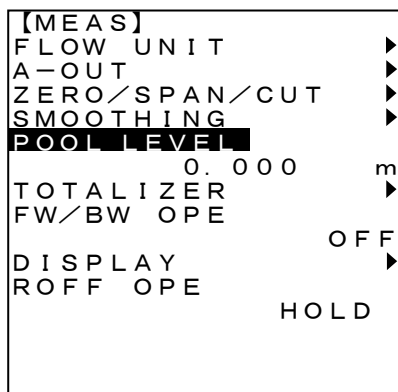 【MEAS】
FLOW UNIT
A－OUT
ZERO／SPAN／CUT
SMOOTHING
POOL LEVEL
0. 000 m
TOTALIZER
FW／BW OPE
OFF
DISPLAY
ROFF OPE
HOLD